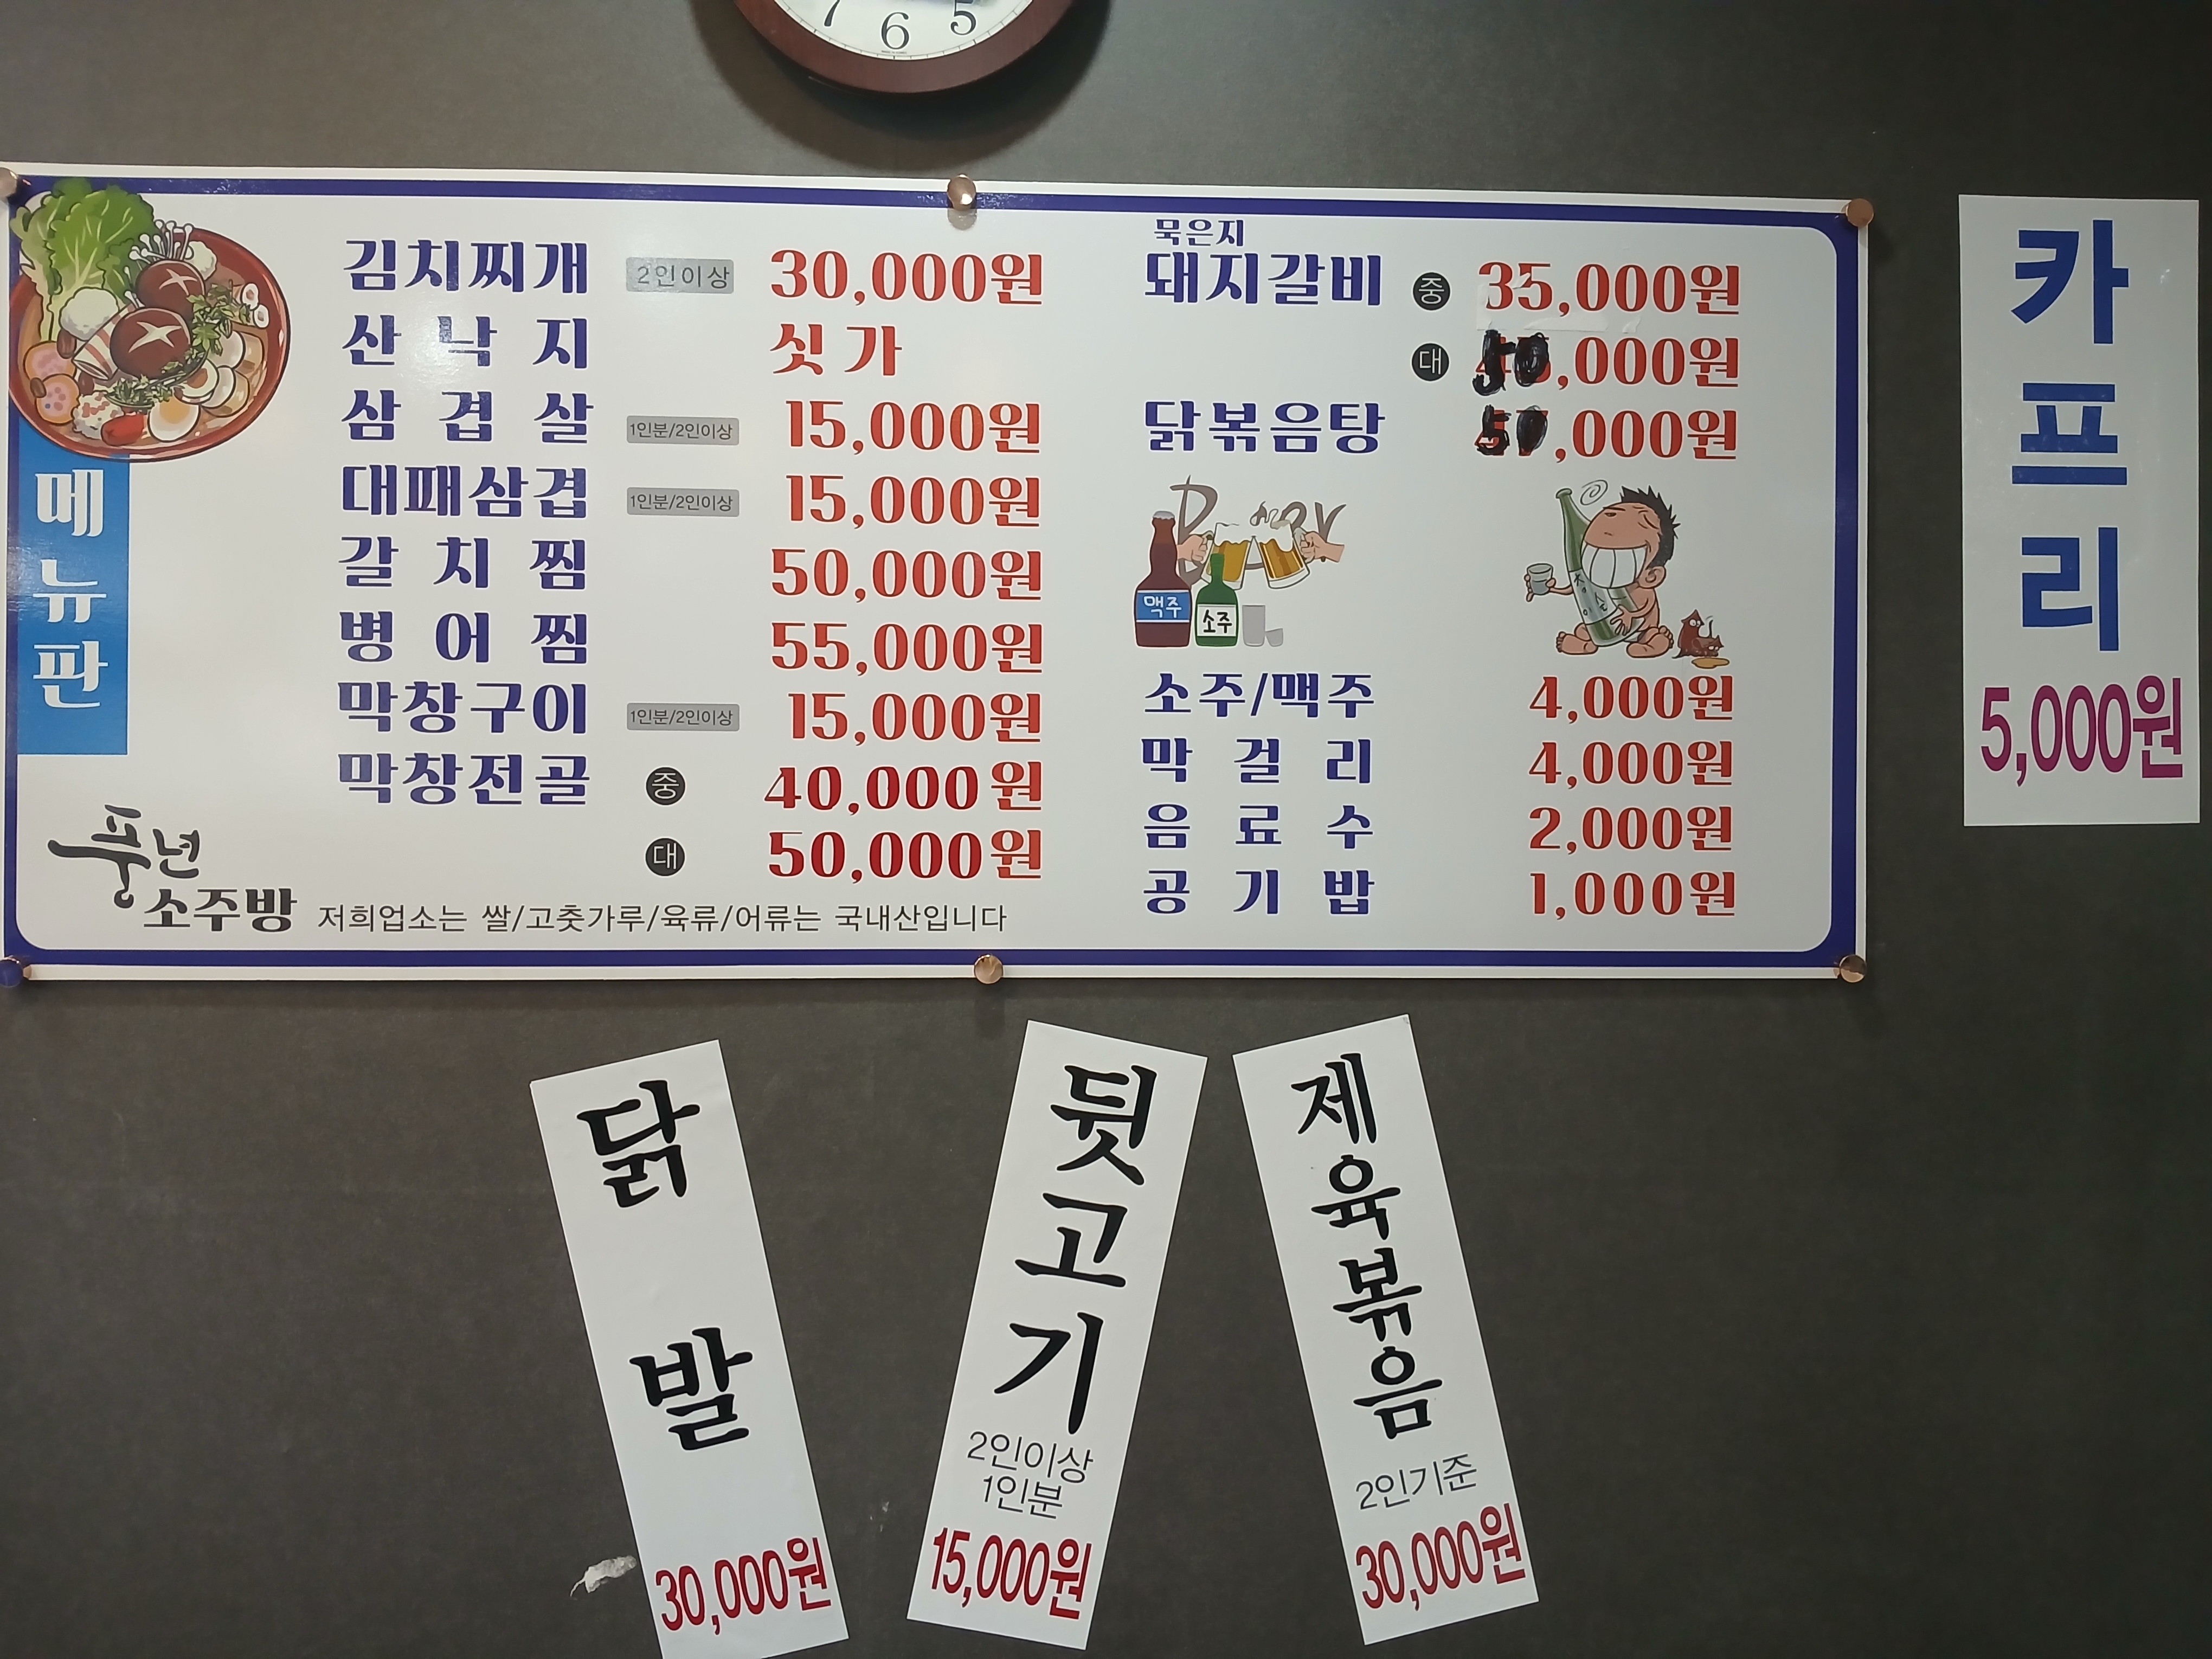 7 6 5
메뉴판
김치찌개 2인이상 30,000원
산낙지 싯가
삼겹살 1인분/2인이상 15,000원
대패삼겹 1인분/2인이상 15,000원
갈치찜 50,000원
병어찜 55,000원
막창구이 1인분/2인이상 15,000원
막창전골 중 40,000원
대 50,000원
풍년
소주방 저희업소는 쌀/고춧가루/육류/어류는 국내산입니다
묵은지
돼지갈비 중 35,000원
대 50,000원
닭볶음탕 50,000원
맥주
소주
소주/맥주 4,000원
막걸리 4,000원
음료수 2,000원
공기밥 1,000원
카프리
5,000원
닭발
30,000원
뒷고기
2인이상
1인분
15,000원
제육볶음
2인기준
30,000원